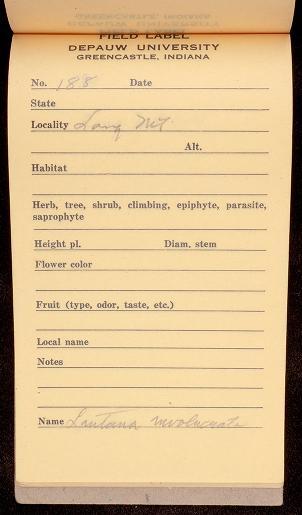 FIELD LABEL
DEPAUW UNIVERSITY
GREENCASTLE, INDIANA
No. 188 Date
State
Locality Long Mt.
Alt.
Habitat
Herb, tree, shrub, climbing, epiphyte, parasite,
saprophyte
Height pl. Diam. stem
Flower color
Fruit (type, odor, taste, etc.)
Local name
Notes
Name Lantana involucrata